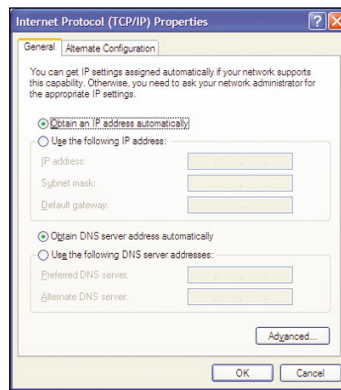 Internet Protocol (TCP/IP) Properties
General
Alternate Configuration
You can get IP settings assigned automatically if your network supports
this capability. Otherwise, you need to ask your network administrator for
the appropriate IP settings.
Obtain an IP address automatically
Use the following IP address:
IP address:
Subnet mask:
Default gateway:
Obtain DNS server address automatically
Use the following DNS server addresses:
Preferred DNS server:
Alternate DNS server:
Advanced...
OK
Cancel